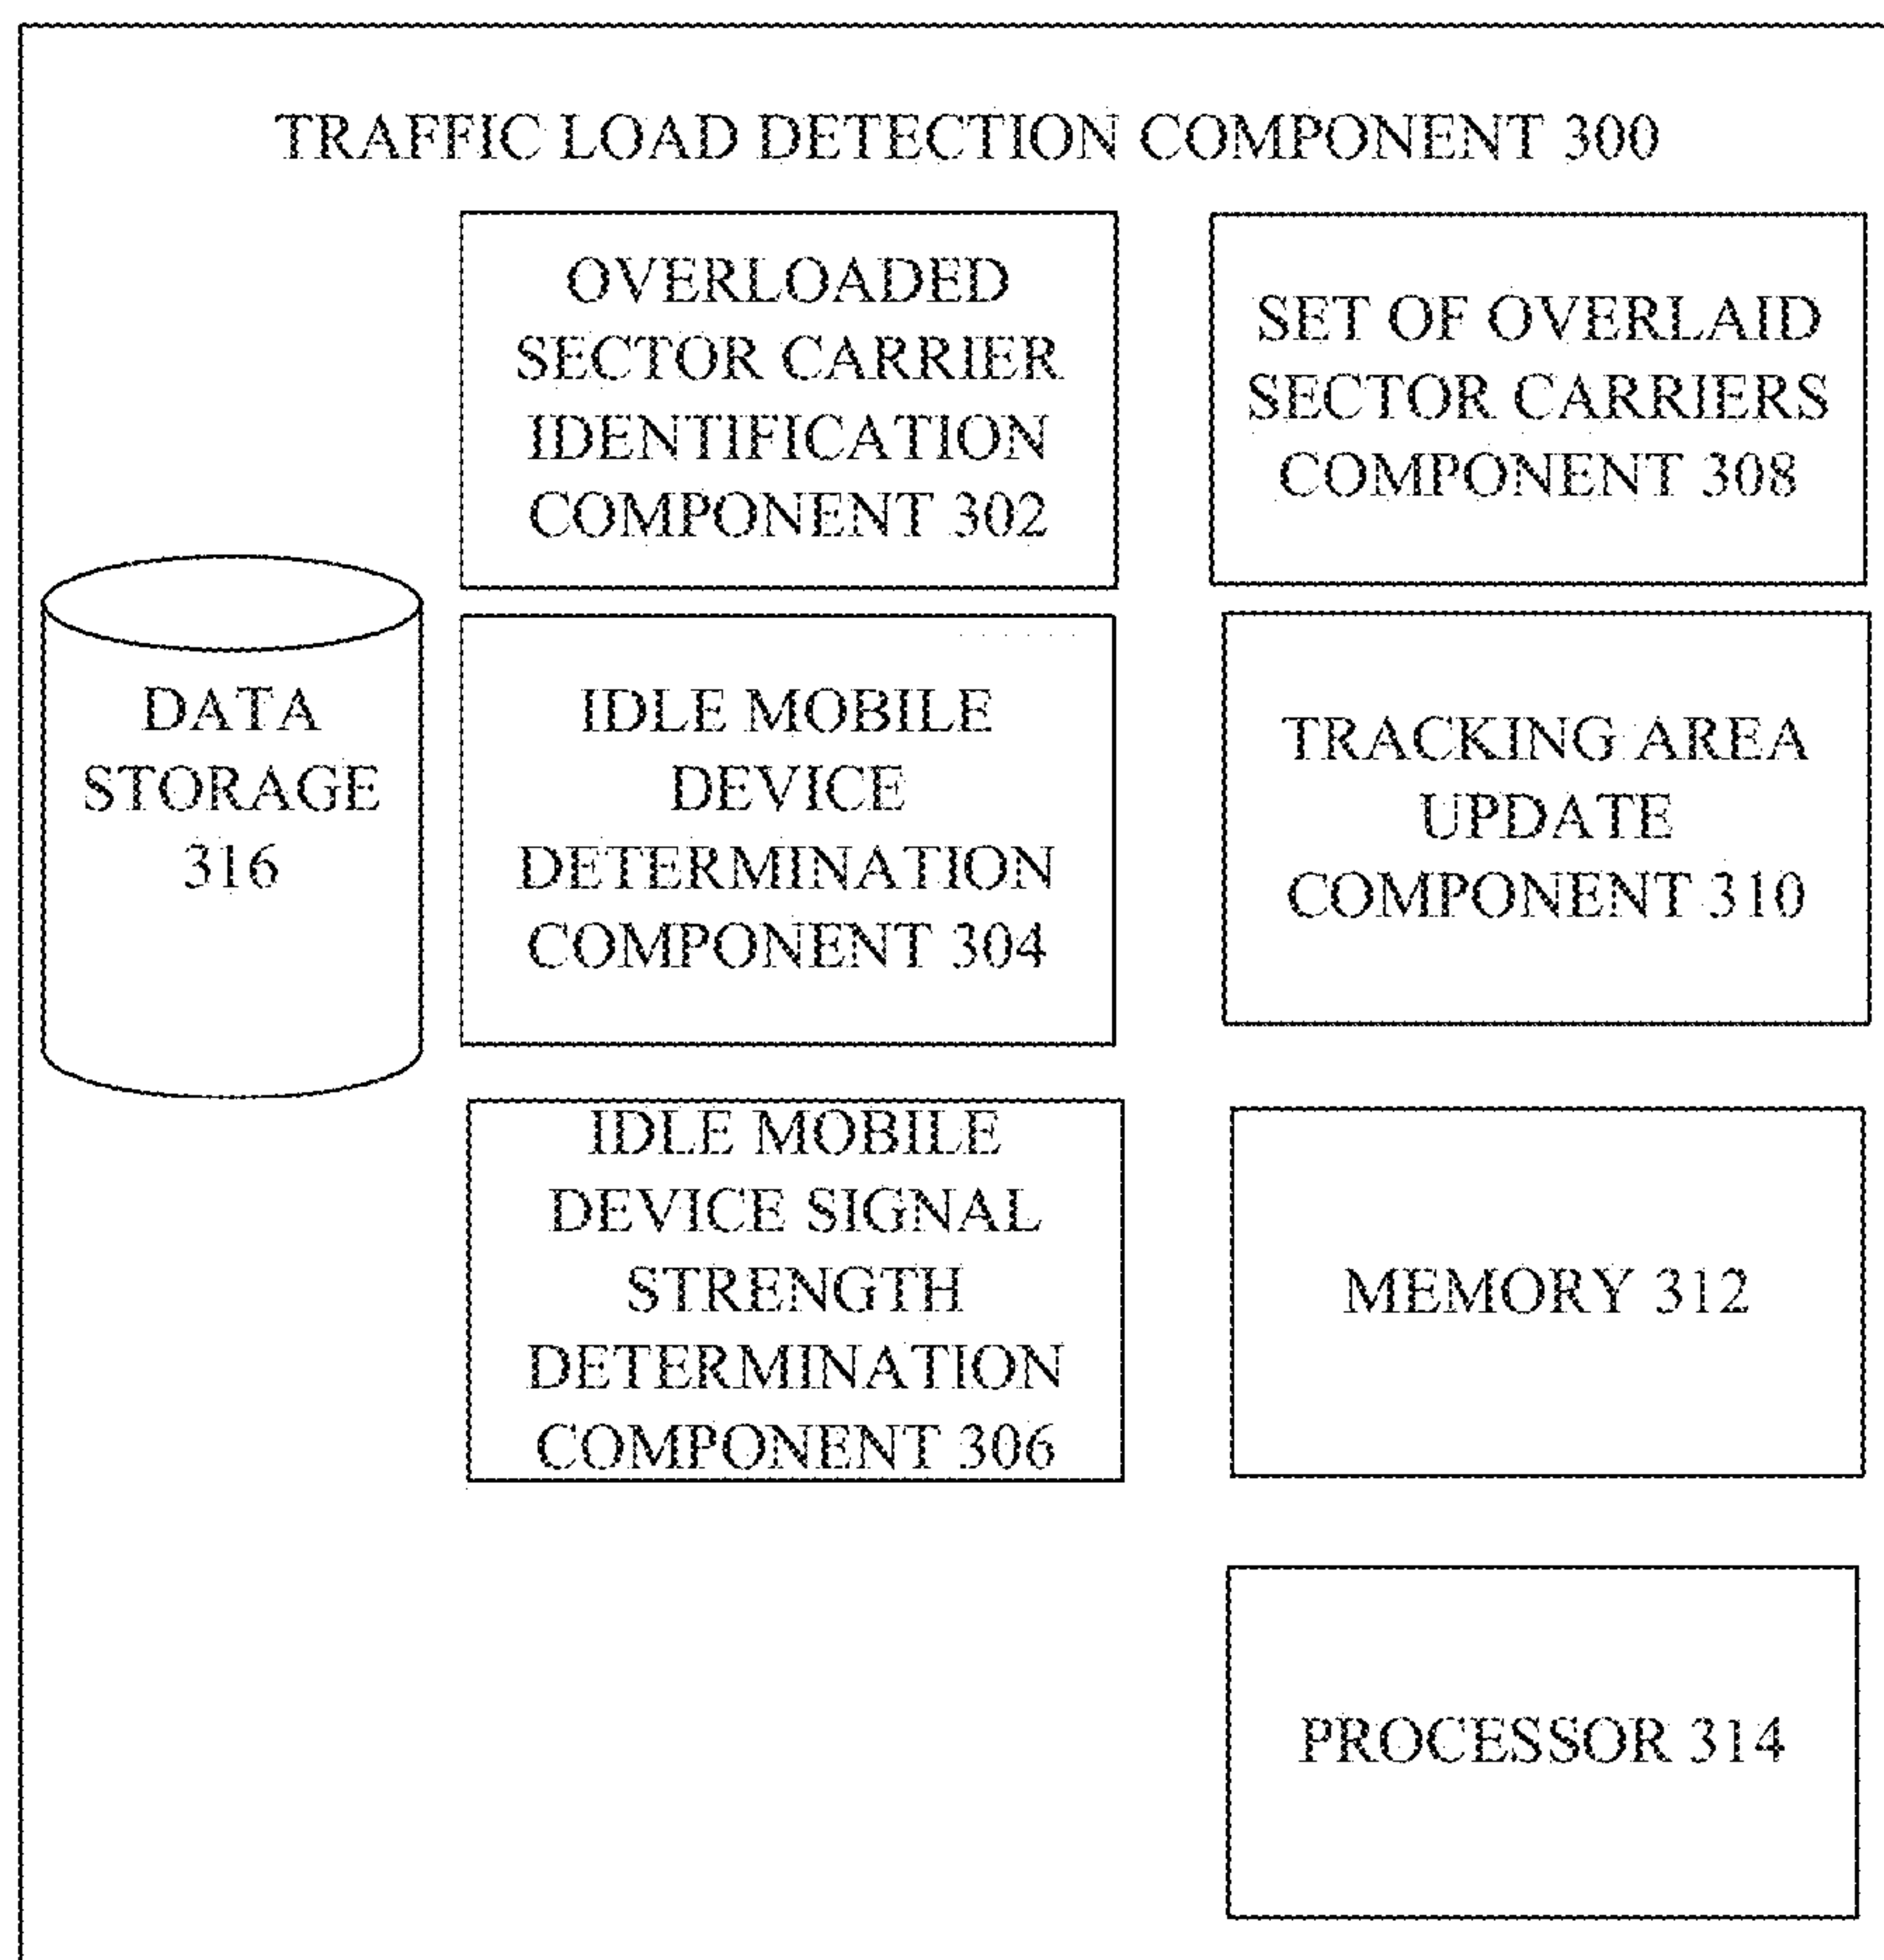 TRAFFIC LOAD DETECTION COMPONENT 300
OVERLOADED
SECTOR CARRIER
IDENTIFICATION
COMPONENT 302
SET OF OVERLAID
SECTOR CARRIERS
COMPONENT 308
DATA
STORAGE
316
IDLE MOBILE
DEVICE
DETERMINATION
COMPONENT 304
TRACKING AREA
UPDATE
COMPONENT 310
IDLE MOBILE
DEVICE SIGNAL
STRENGTH
DETERMINATION
COMPONENT 306
MEMORY 312
PROCESSOR 314